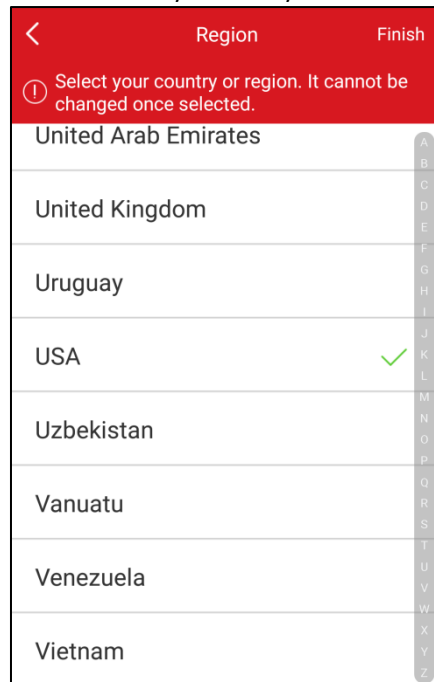 Region
Finish
Select your country or region. It cannot be
changed once selected.
United Arab Emirates
United Kingdom
Uruguay
USA
Uzbekistan
Vanuatu
Venezuela
Vietnam
A
B
C
D
E
F
G
H
I
J
K
L
M
N
O
P
Q
R
S
T
U
V
W
X
Y
Z